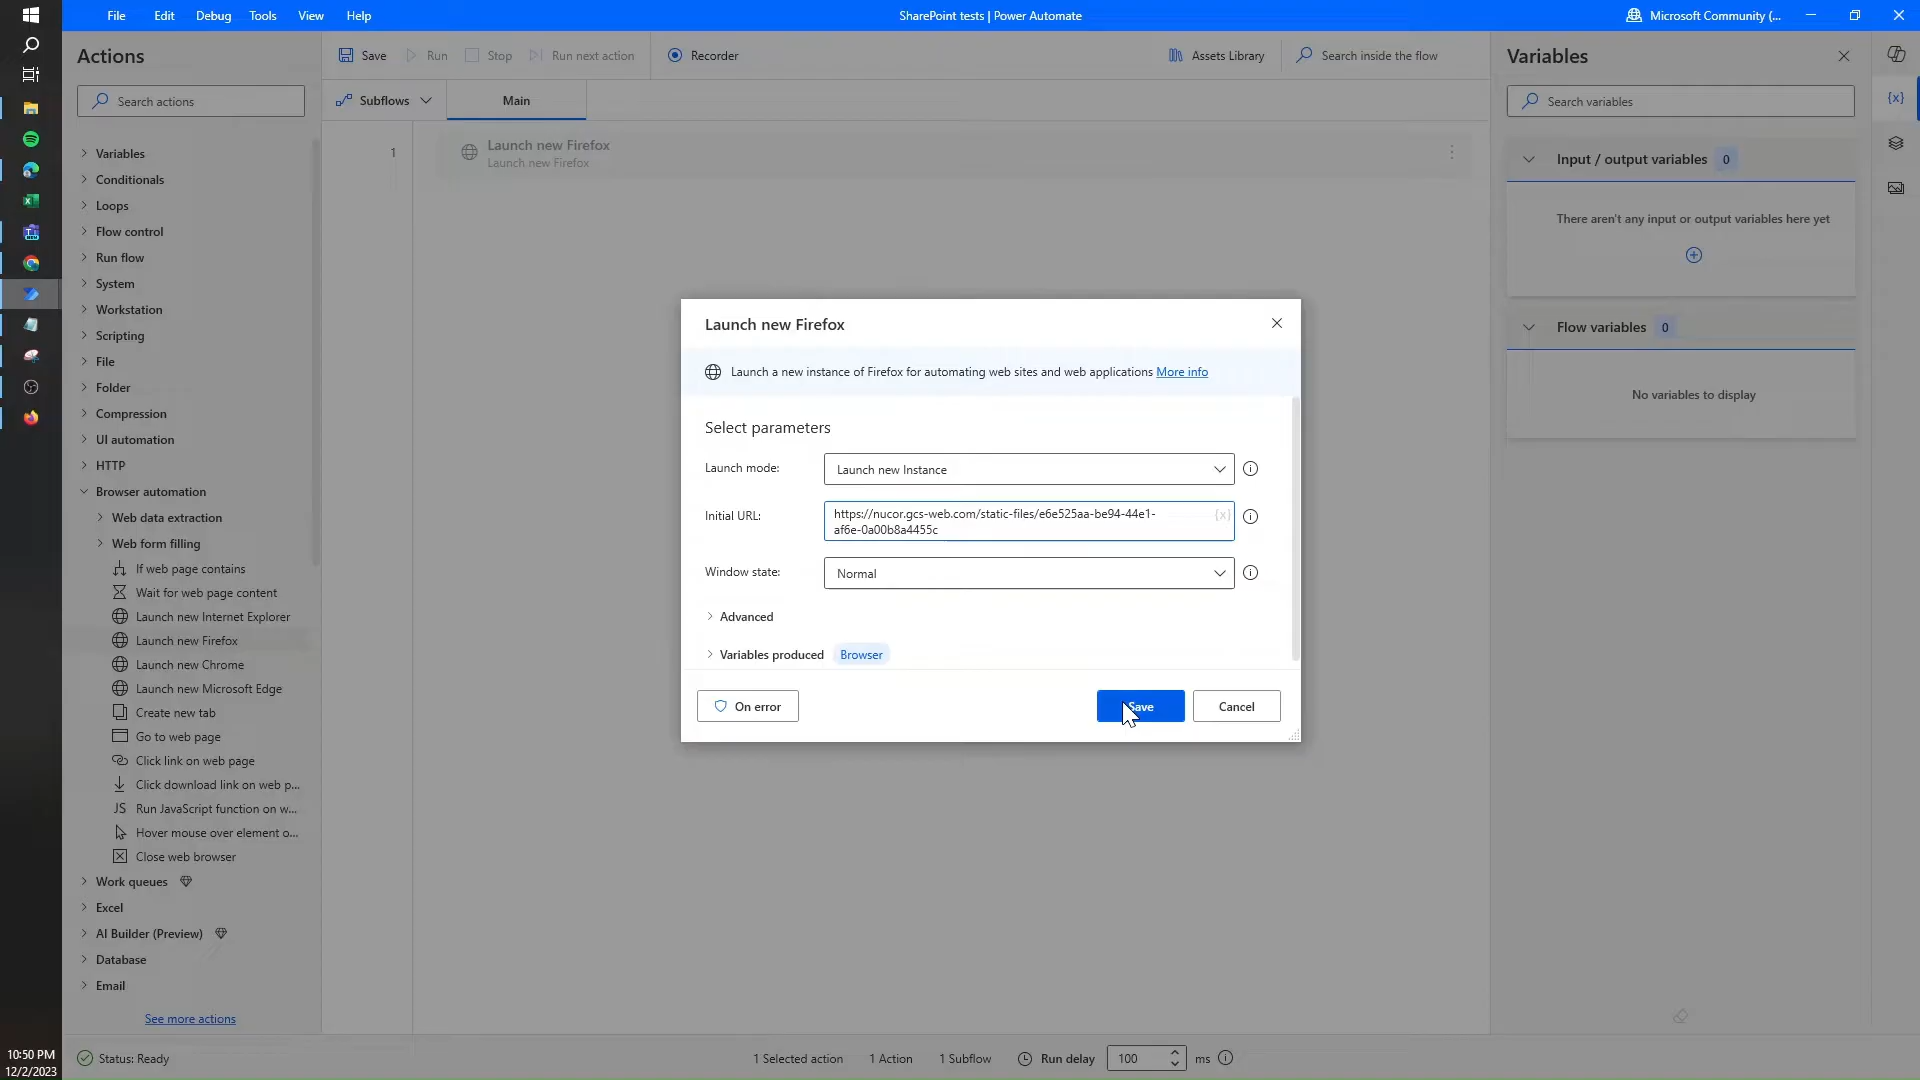 File Edit Debug Tools View Help
SharePoint tests | Power Automate
Microsoft Community (...
Actions
Search actions
Variables
Conditionals
Loops
Flow control
Run flow
System
Workstation
Scripting
File
Folder
Compression
UI automation
HTTP
Browser automation
Web data extraction
Web form filling
If web page contains
Wait for web page content
Launch new Internet Explorer
Launch new Firefox
Launch new Chrome
Launch new Microsoft Edge
Create new tab
Go to web page
Click link on web page
Click download link on web p...
JS Run JavaScript function on w...
Hover mouse over element o...
Close web browser
Work queues
Excel
AI Builder (Preview)
Database
Email
See more actions
Save Run Stop Run next action Recorder
Assets Library Search inside the flow
Subflows Main
1
Launch new Firefox
Launch new Firefox
Launch new Firefox
Launch a new instance of Firefox for automating web sites and web applications More info
Select parameters
Launch mode: Launch new Instance
Initial URL: https://nucor.gcs-web.com/static-files/e6e525aa-be94-44e1- {x}
af6e-0a00b8a4455c
Window state: Normal
Advanced
Variables produced Browser
On error Save Cancel
Variables
Search variables
{x}
Input / output variables 0
There aren't any input or output variables here yet
Flow variables 0
No variables to display
Status: Ready
1 Selected action 1 Action 1 Subflow Run delay 100 ms
10:50 PM
12/2/2023